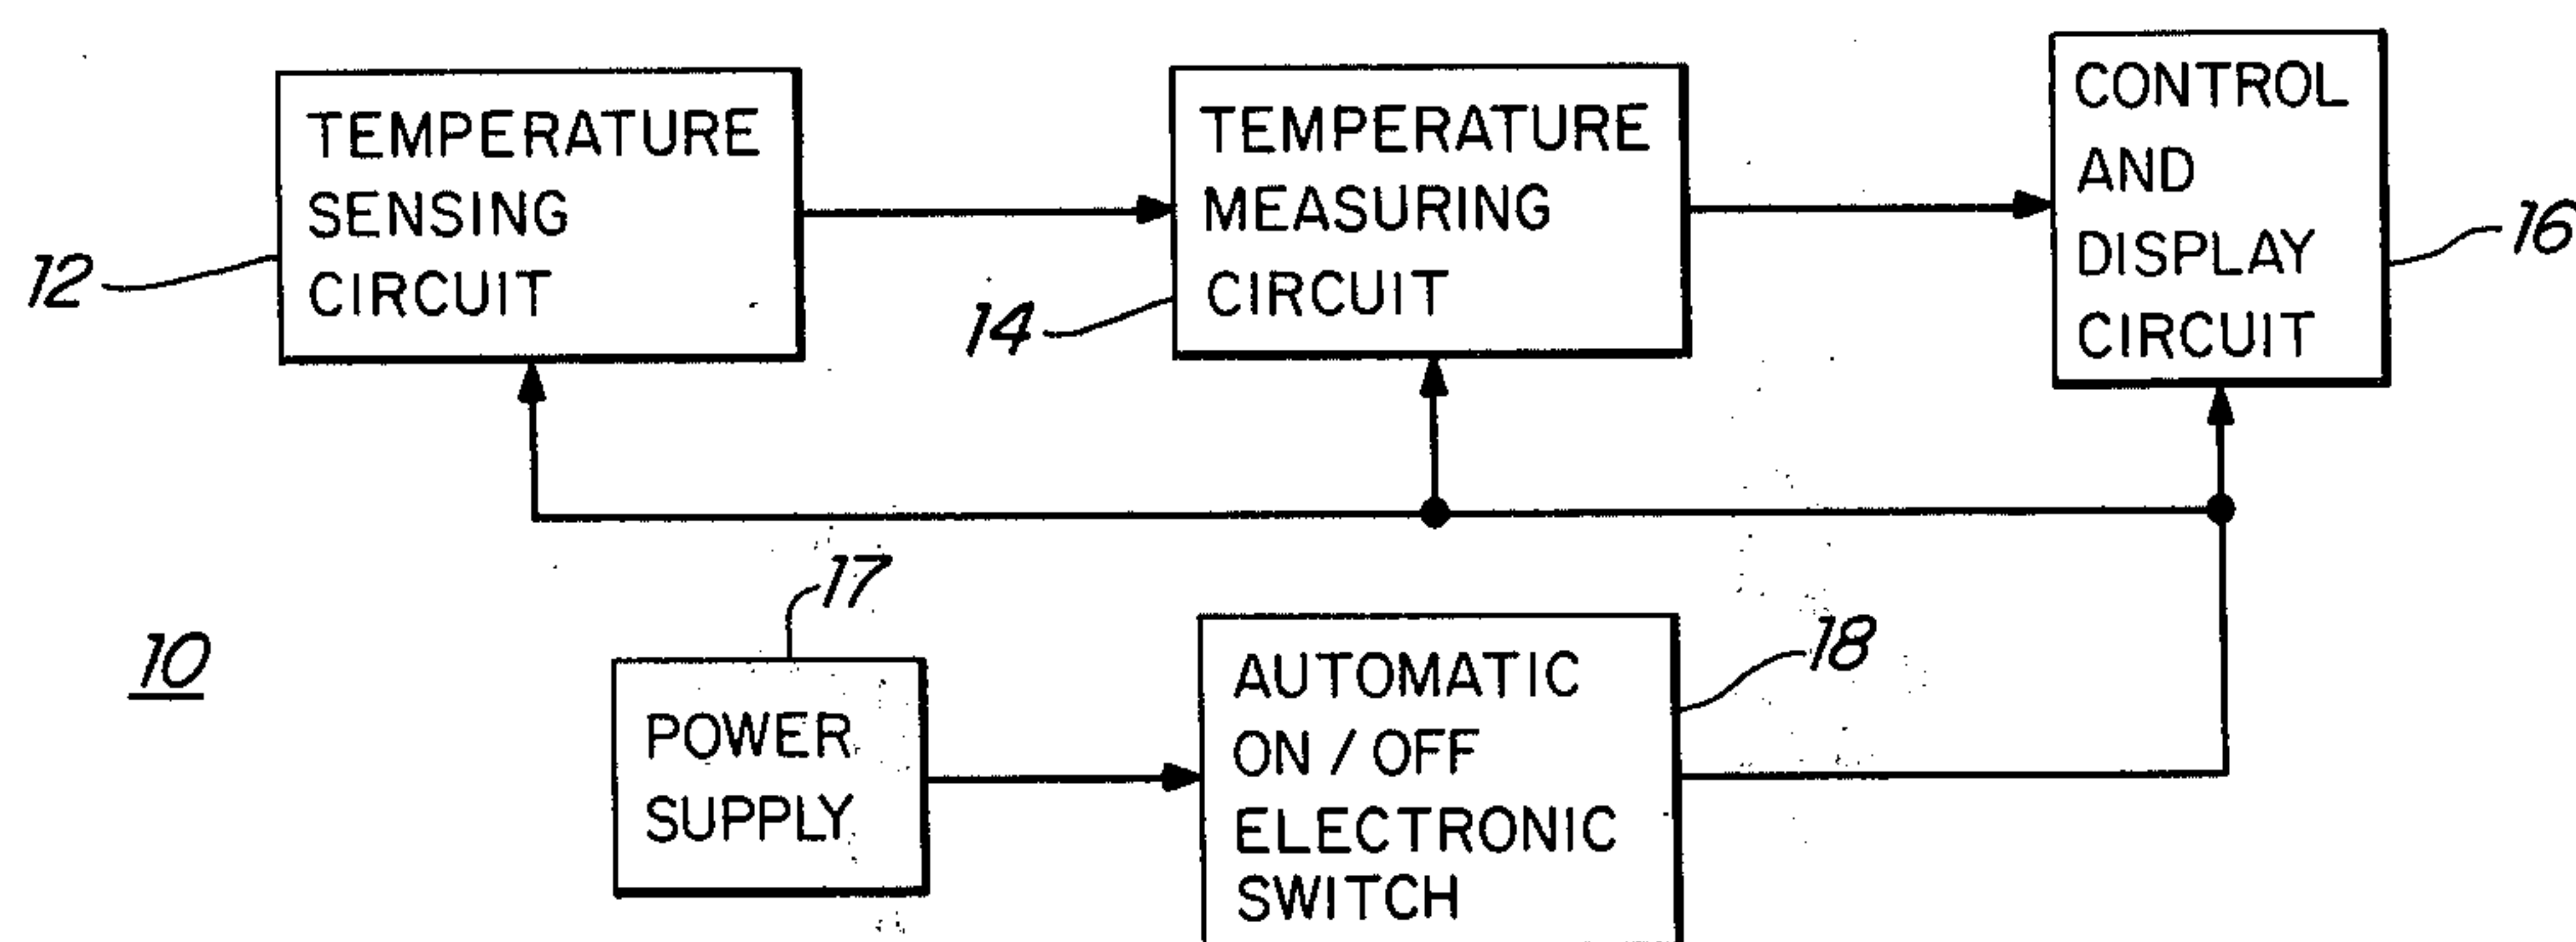 TEMPERATURE
SENSING
CIRCUIT
12
TEMPERATURE
MEASURING
CIRCUIT
14
CONTROL
AND
DISPLAY
CIRCUIT
16
10
17
POWER
SUPPLY
AUTOMATIC
ON / OFF
ELECTRONIC
SWITCH
18